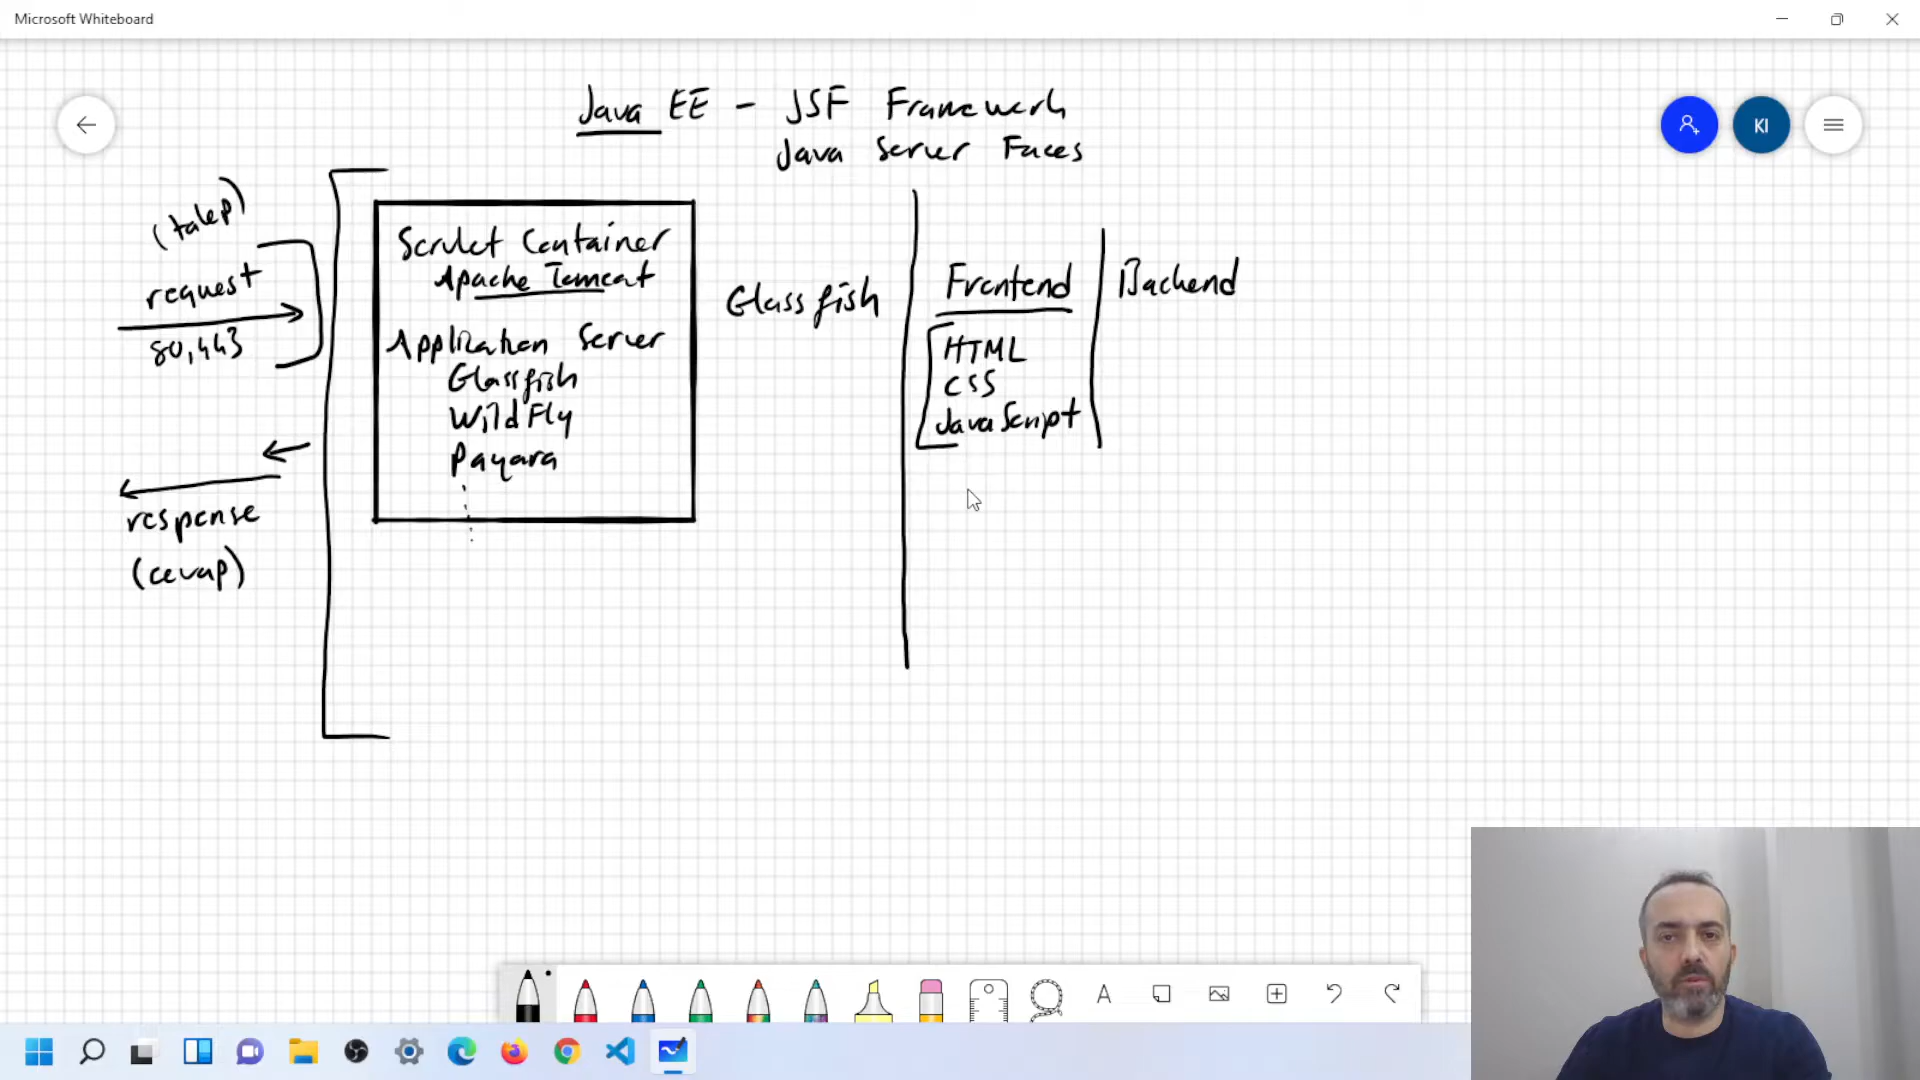 Microsoft Whiteboard
Java EE - JSF Framework
Java Server Faces
KI
(talep)
request
80,443
response
(cevap)
Servlet Container
Apache Tomcat
Application Server
Glassfish
WildFly
Payara
Glassfish
Frontend
HTML
CSS
JavaScript
Backend
A